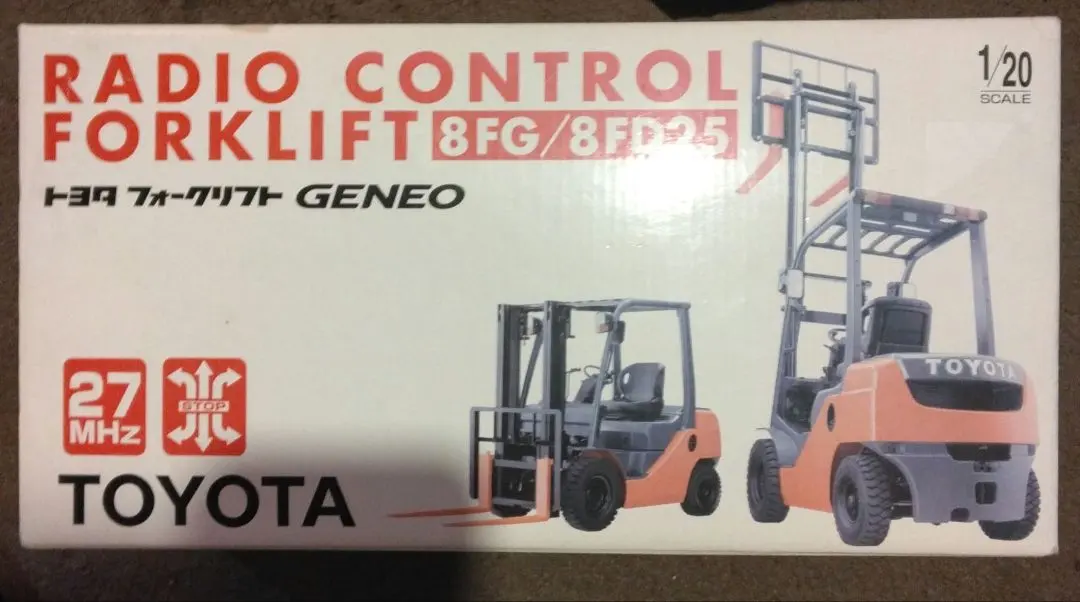 RADIO CONTROL
FORKLIFT 8FG/8FD25
トヨタ フォークリフト GENEO
1/20
SCALE
TOYOTA
27
MHz
STOP
TOYOTA